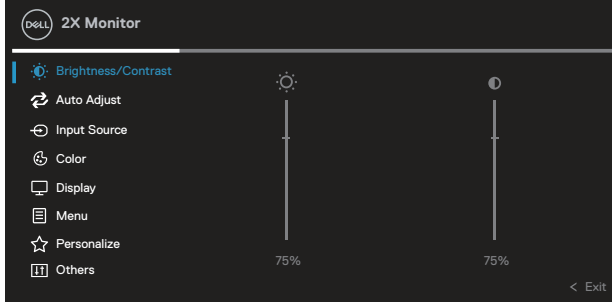 DELL 2X Monitor
Brightness/Contrast
Auto Adjust
Input Source
Color
Display
Menu
Personalize
Others
75% 75%
< Exit